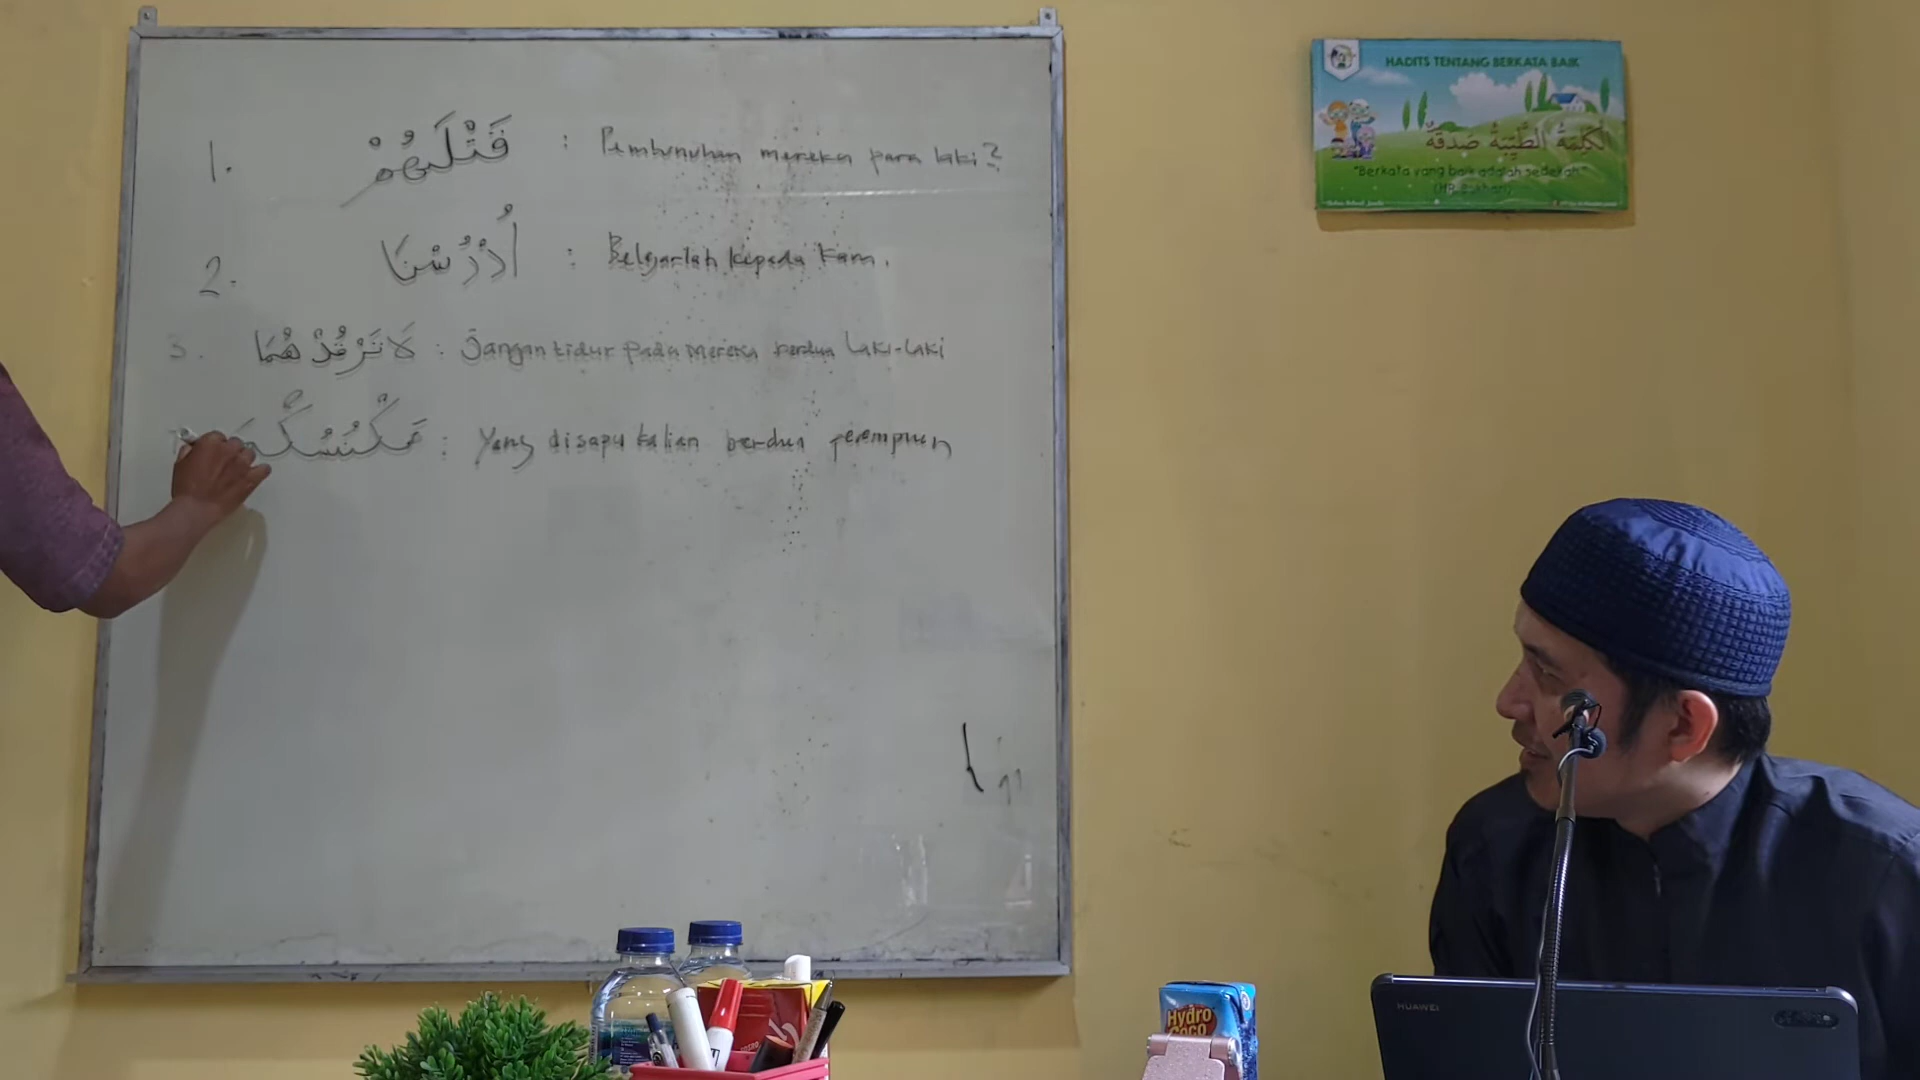 1. قَتْلَهُمْ : Pembunuhan mereka para laki²
2. اُدْرُسْنَا : Belajarlah kepada kam.
3. لَا تَرْقُدْ هُمَا : Jangan tidur pada mereka berdua Laki-laki
: Yang disapu kalian berdua perempuan
HADITS TENTANG BERKATA BAIK
الْكَلِمَةُ الطَّيِّبَةُ صَدَقَةٌ
"Berkata yang baik adalah sedekah"
(HR. Bukhari)
Hydro
Coco
HUAWEI